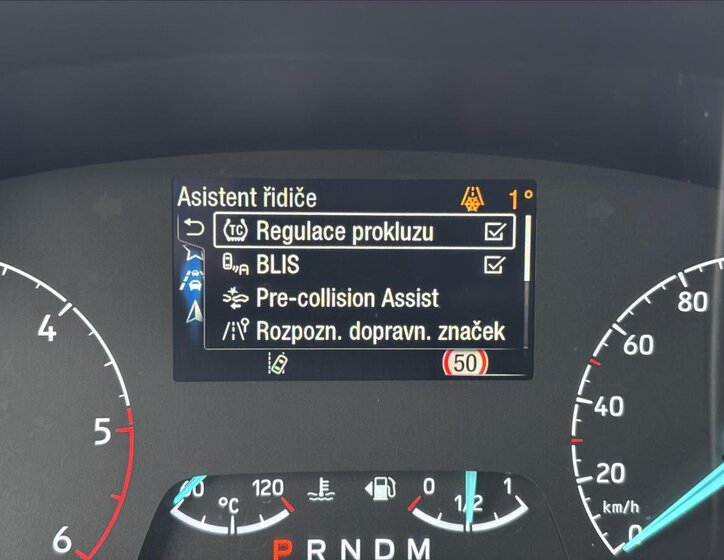 Asistent řidiče 1°
TC Regulace prokluzu
BLIS
Pre-collision Assist
Rozpozn. dopravn. značek
50
4
5
6
80
60
40
20
0
km/h
120
°C
0
1/2
1
P R N D M